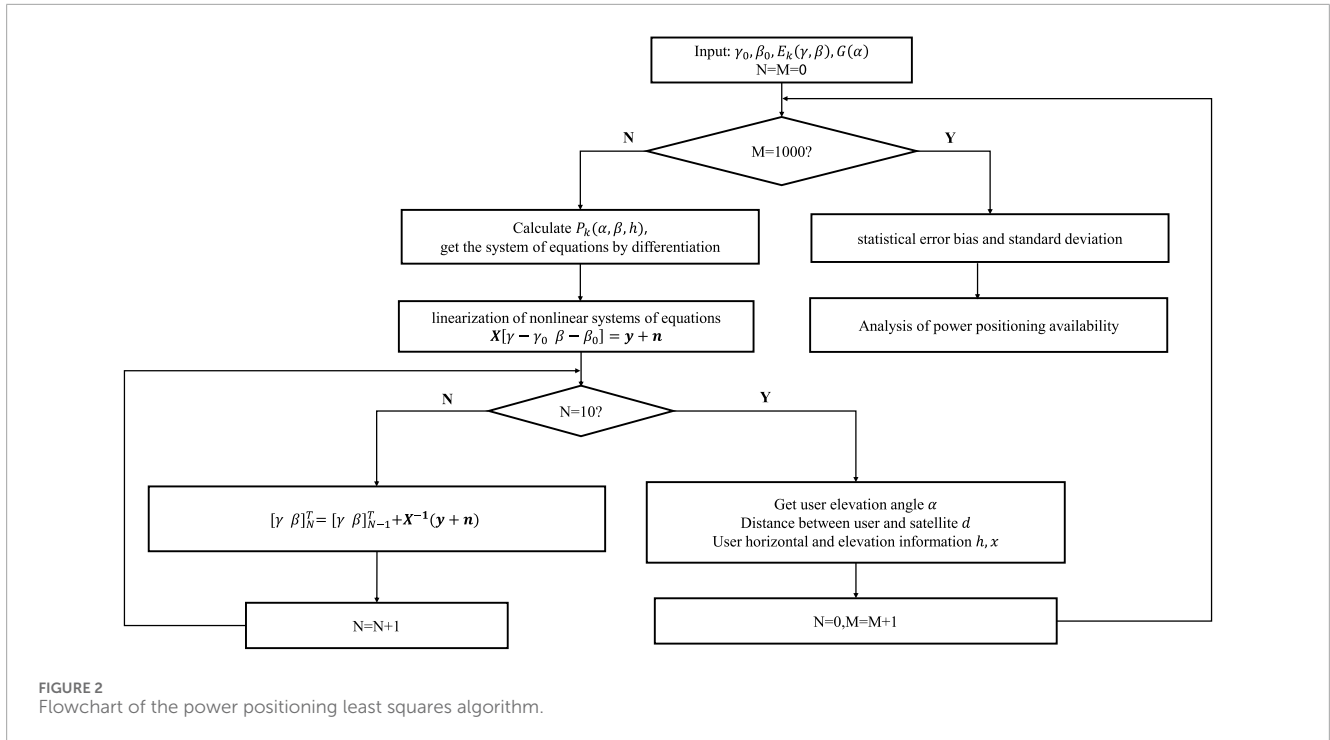 Input: γ₀, β₀, Eₖ(γ, β), G(α)
N=M=0
M=1000?
N
Y
Calculate Pₖ(α, β, h),
get the system of equations by differentiation
statistical error bias and standard deviation
linearization of nonlinear systems of equations
X[γ − γ₀ β − β₀] = y + n
Analysis of power positioning availability
N=10?
N
Y
[γ β]ᵀ_N = [γ β]ᵀ_N−1 + X⁻¹(y + n)
Get user elevation angle α
Distance between user and satellite d
User horizontal and elevation information h, x
N=N+1
N=0,M=M+1
FIGURE 2
Flowchart of the power positioning least squares algorithm.